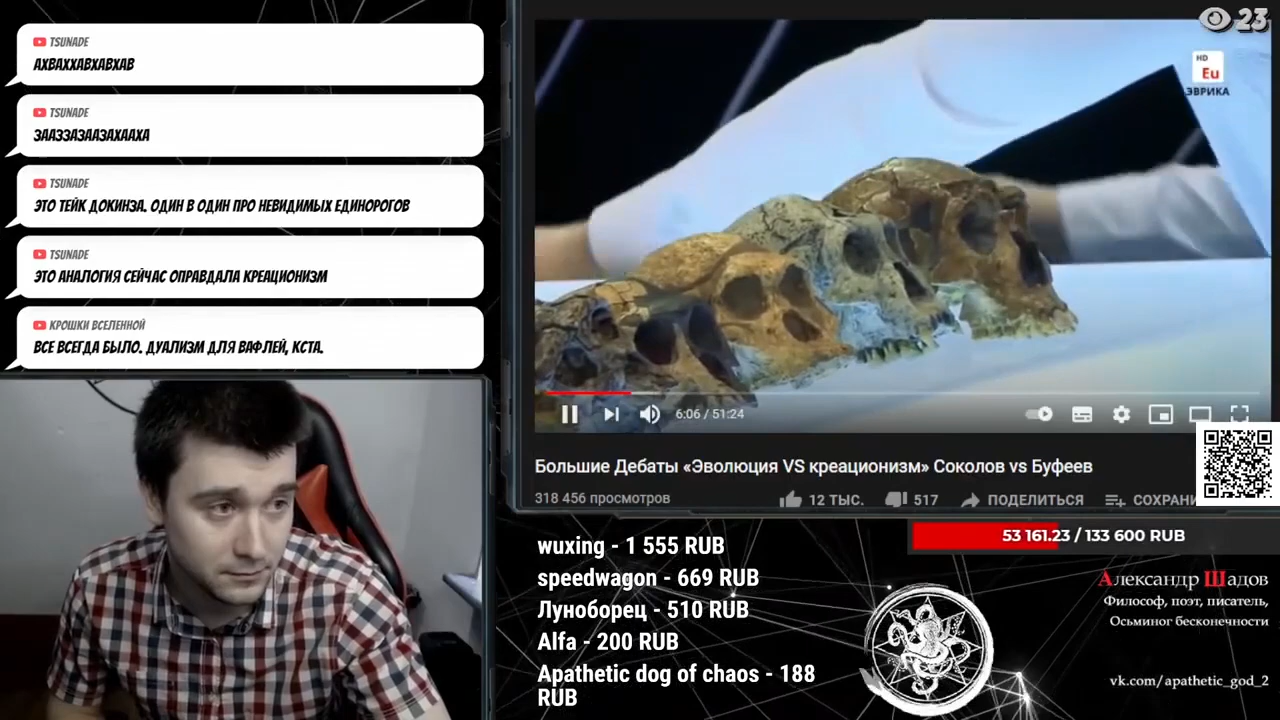 TSUNADE
АХВАХХАВХАВХАВ
TSUNADE
ЗААЗЗАЗААЗАХААХА
TSUNADE
ЭТО ТЕЙК ДОКИНЗА. ОДИН В ОДИН ПРО НЕВИДИМЫХ ЕДИНОРОГОВ
TSUNADE
ЭТО АНАЛОГИЯ СЕЙЧАС ОПРАВДАЛА КРЕАЦИОНИЗМ
КРОШКИ ВСЕЛЕННОЙ
ВСЕ ВСЕГДА БЫЛО. ДУАЛИЗМ ДЛЯ ВАФЛЕЙ, КСТА.
23
HD
Eu
ЭВРИКА
6:06 / 51:24
Большие Дебаты «Эволюция VS креационизм» Соколов vs Буфеев
318 456 просмотров
12 ТЫС.
517
ПОДЕЛИТЬСЯ
СОХРАНИ
53 161.23 / 133 600 RUB
wuxing - 1 555 RUB
speedwagon - 669 RUB
Луноборец - 510 RUB
Alfa - 200 RUB
Apathetic dog of chaos - 188
RUB
Александр Шадов
Философ, поэт, писатель,
Осьминог бесконечности
vk.com/apathetic_god_2